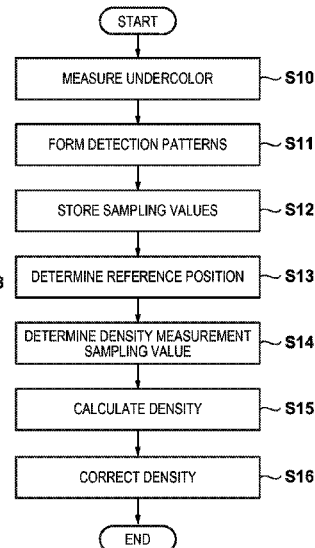 START
MEASURE UNDERCOLOR
S10
FORM DETECTION PATTERNS
S11
STORE SAMPLING VALUES
S12
DETERMINE REFERENCE POSITION
S13
DETERMINE DENSITY MEASUREMENT
SAMPLING VALUE
S14
CALCULATE DENSITY
S15
CORRECT DENSITY
S16
END